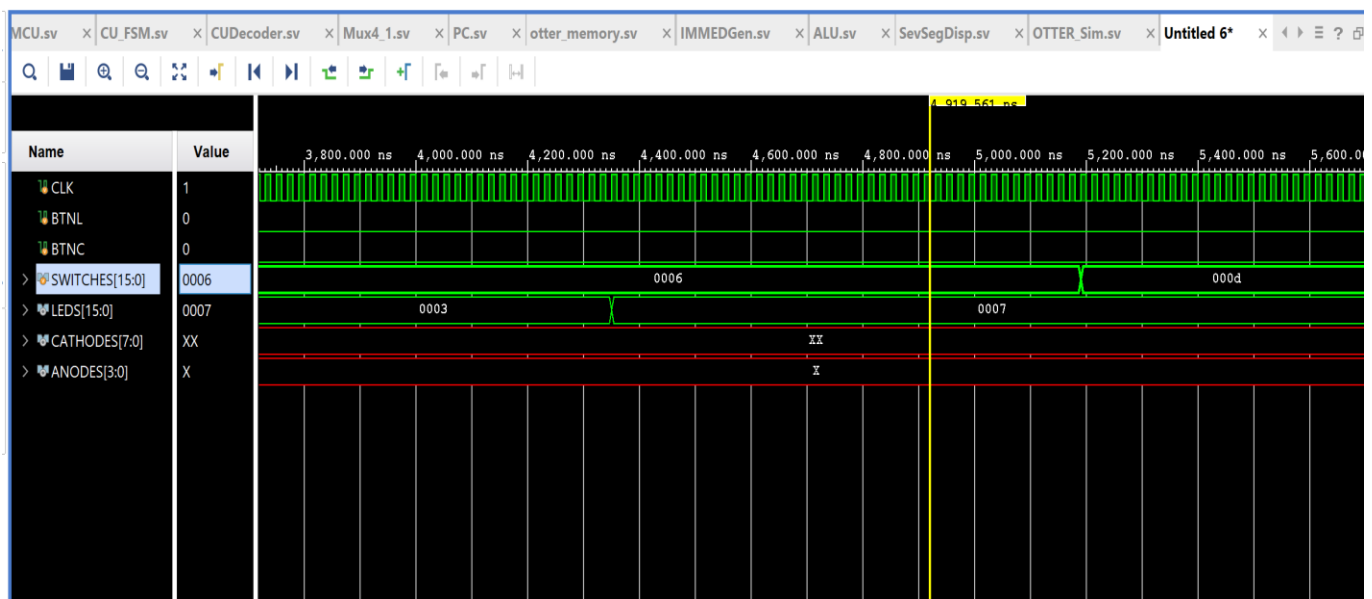 MCU.sv × CU_FSM.sv × CUDecoder.sv × Mux4_1.sv × PC.sv × otter_memory.sv × IMMEDGen.sv × ALU.sv × SevSegDisp.sv × OTTER_Sim.sv × Untitled 6* ×
4,919.561 ns
Name Value
3,800.000 ns 4,000.000 ns 4,200.000 ns 4,400.000 ns 4,600.000 ns 4,800.000 ns 5,000.000 ns 5,200.000 ns 5,400.000 ns 5,600.00
CLK 1
BTNL 0
BTNC 0
SWITCHES[15:0] 0006 0006 000d
LEDS[15:0] 0007 0003 0007
CATHODES[7:0] XX XX
ANODES[3:0] X X